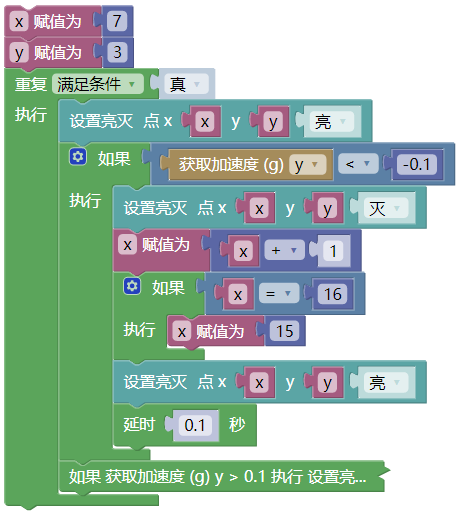 x 赋值为 7
y 赋值为 3
重复 满足条件 真
执行 设置亮灭 点 x x y y 亮
如果 获取加速度 (g) y < -0.1
执行 设置亮灭 点 x x y y 灭
x 赋值为 x + 1
如果 x = 16
执行 x 赋值为 15
设置亮灭 点 x x y y 亮
延时 0.1 秒
如果 获取加速度 (g) y > 0.1 执行 设置亮...